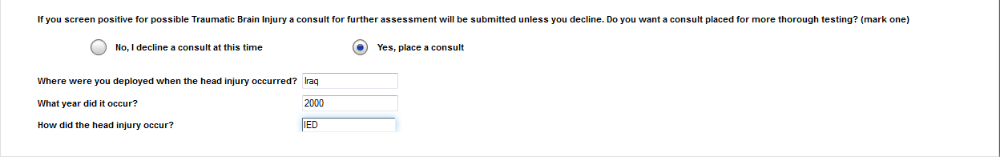 If you screen positive for possible Traumatic Brain Injury a consult for further assessment will be submitted unless you decline. Do you want a consult placed for more thorough testing? (mark one)
No, I decline a consult at this time Yes, place a consult
Where were you deployed when the head injury occurred? Iraq
What year did it occur? 2000
How did the head injury occur? IED